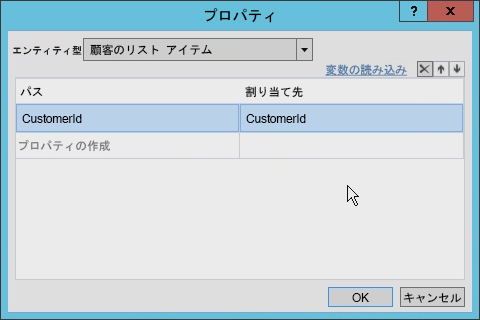 プロパティ
? x
エンティティ型 顧客のリスト アイテム
変数の読み込み
パス 割り当て先
CustomerId CustomerId
プロパティの作成
OK キャンセル